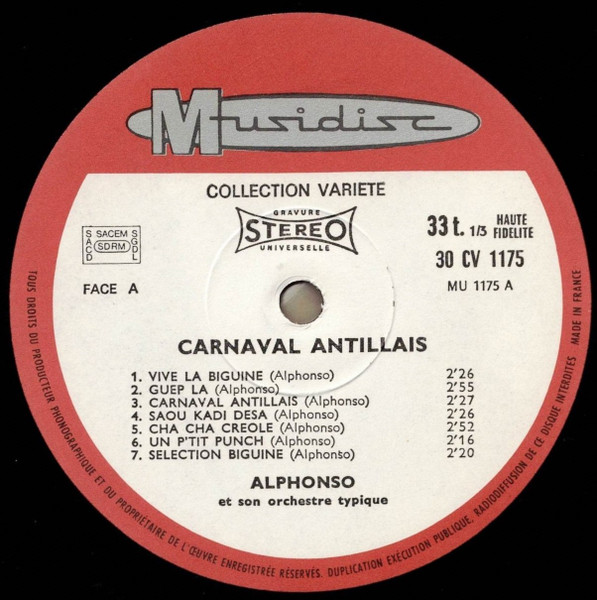 Musidisc
COLLECTION VARIETE
GRAVURE
STEREO
UNIVERSELLE
33 t. 1/3 HAUTE FIDELITE
30 CV 1175
MU 1175 A
SACEM
SACD SDRM SGDL
FACE A
CARNAVAL ANTILLAIS
1. VIVE LA BIGUINE (Alphonso) 2'26
2. GUEP LA (Alphonso) 2'55
3. CARNAVAL ANTILLAIS (Alphonso) 2'27
4. SAOU KADI DESA (Alphonso) 2'26
5. CHA CHA CREOLE (Alphonso) 2'52
6. UN P'TIT PUNCH (Alphonso) 2'16
7. SELECTION BIGUINE (Alphonso) 2'20
ALPHONSO
et son orchestre typique
TOUS DROITS DU PRODUCTEUR PHONOGRAPHIQUE ET DU PROPRIÉTAIRE DE L'ŒUVRE ENREGISTRÉE RÉSERVÉS. DUPLICATION EXÉCUTION PUBLIQUE, RADIODIFFUSION DE CE DISQUE INTERDITES MADE IN FRANCE